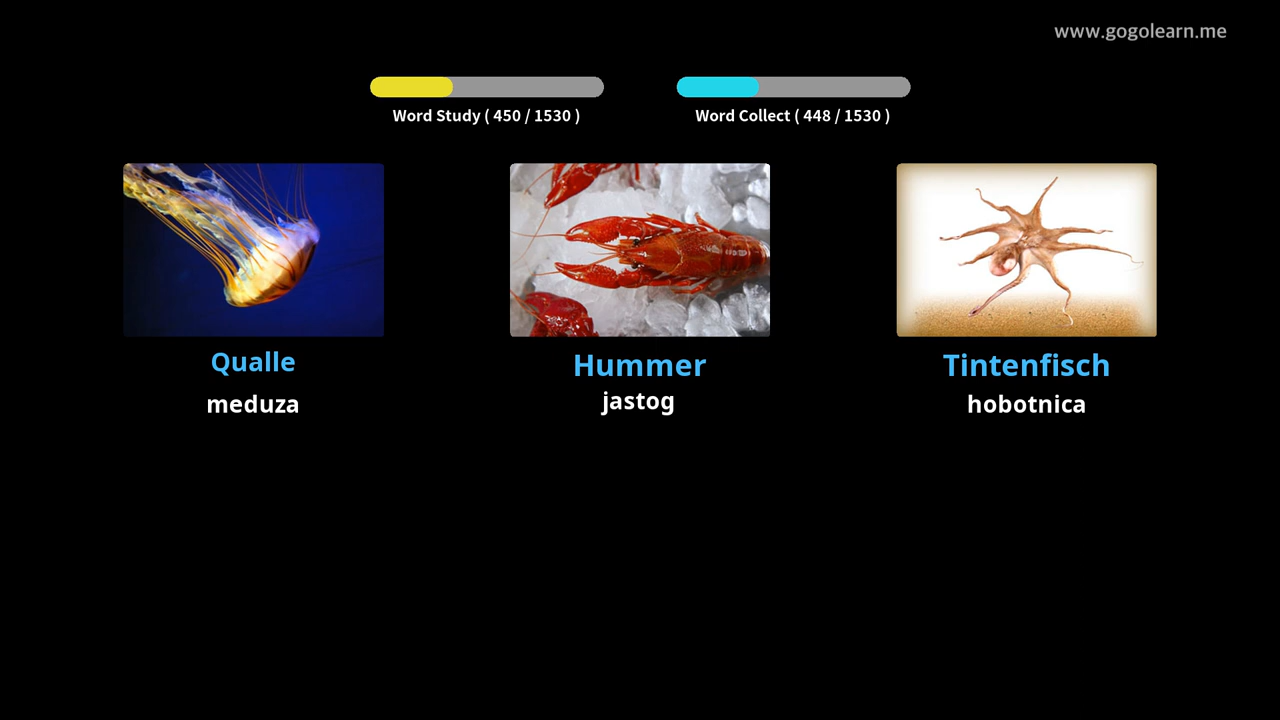 www.gogolearn.me
Word Study ( 450 / 1530 )
Word Collect ( 448 / 1530 )
Qualle
meduza
Hummer
jastog
Tintenfisch
hobotnica